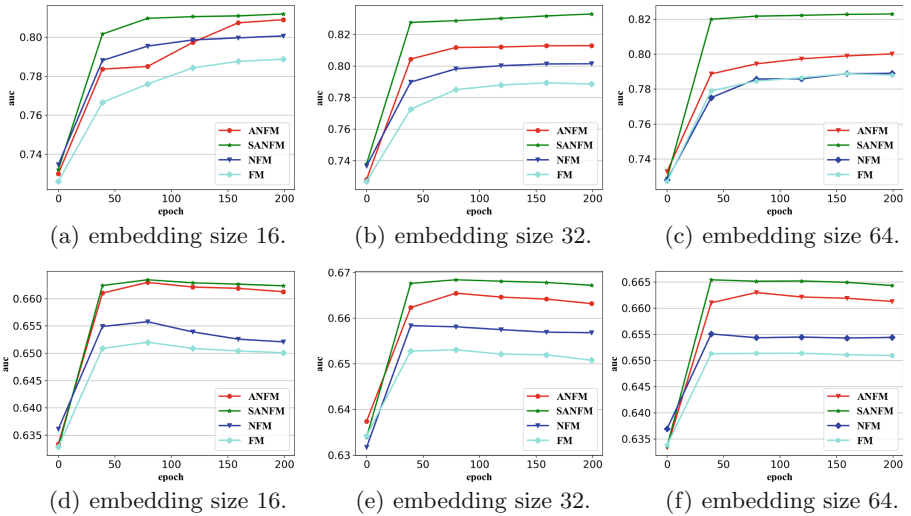 0.80
0.78
0.76
0.74
auc
0 50 100 150 200
epoch
ANFM
SANFM
NFM
FM
(a) embedding size 16.
0.82
0.80
0.78
0.76
0.74
auc
0 50 100 150 200
epoch
ANFM
SANFM
NFM
FM
(b) embedding size 32.
0.82
0.80
0.78
0.76
0.74
auc
0 50 100 150 200
epoch
ANFM
SANFM
NFM
FM
(c) embedding size 64.
0.660
0.655
0.650
0.645
0.640
0.635
auc
0 50 100 150 200
epoch
ANFM
SANFM
NFM
FM
(d) embedding size 16.
0.67
0.66
0.65
0.64
0.63
auc
0 50 100 150 200
epoch
ANFM
SANFM
NFM
FM
(e) embedding size 32.
0.665
0.660
0.655
0.650
0.645
0.640
0.635
auc
0 50 100 150 200
epoch
ANFM
SANFM
NFM
FM
(f) embedding size 64.